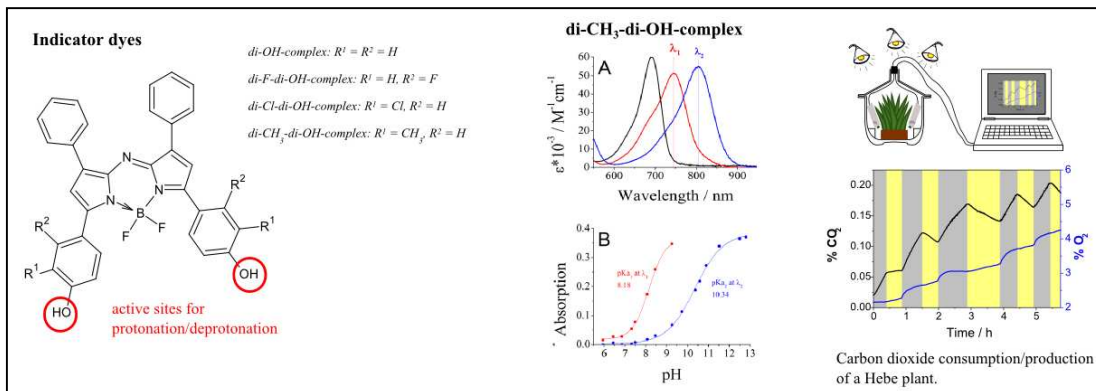 Indicator dyes
di-OH-complex: R¹ = R² = H
di-F-di-OH-complex: R¹ = H, R² = F
di-Cl-di-OH-complex: R¹ = Cl, R² = H
di-CH₃-di-OH-complex: R¹ = CH₃, R² = H
N
N N
B
F F
R² R²
R¹ R¹
HO OH
active sites for
protonation/deprotonation
di-CH₃-di-OH-complex
A
λ₁ λ₂
ε*10⁻³ / M⁻¹cm⁻¹
60
50
40
30
20
10
0
600 700 800 900
Wavelength / nm
B
Absorption
0.4
0.3
0.2
0.1
0.0
pKa₁ at λ₁
8.18
pKa₂ at λ₂
10.34
6 7 8 9 10 11 12 13
pH
% CO₂
0.20
0.15
0.10
0.05
0.00
% O₂
6
5
4
3
2
0 1 2 3 4 5
Time / h
Carbon dioxide consumption/production
of a Hebe plant.